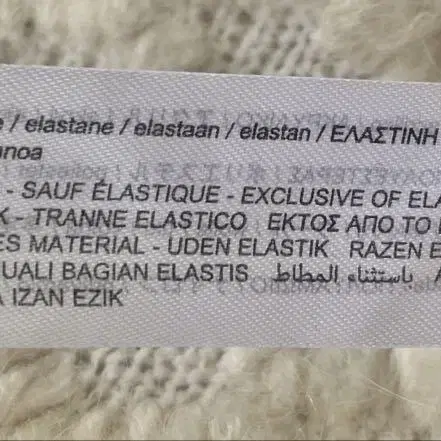 / elastane / elastaan / elastan / ΕΛΑΣΤΙΝΗ
anoa
- SAUF ÉLASTIQUE - EXCLUSIVE OF ELA
K - TRANNE ELASTICO ΕΚΤΟΣ ΑΠΟ ΤΟ
ES MATERIAL - UDEN ELASTIK RAZEN E
UALI BAGIAN ELASTIS باستثناء المطاط
A IZAN EZIK